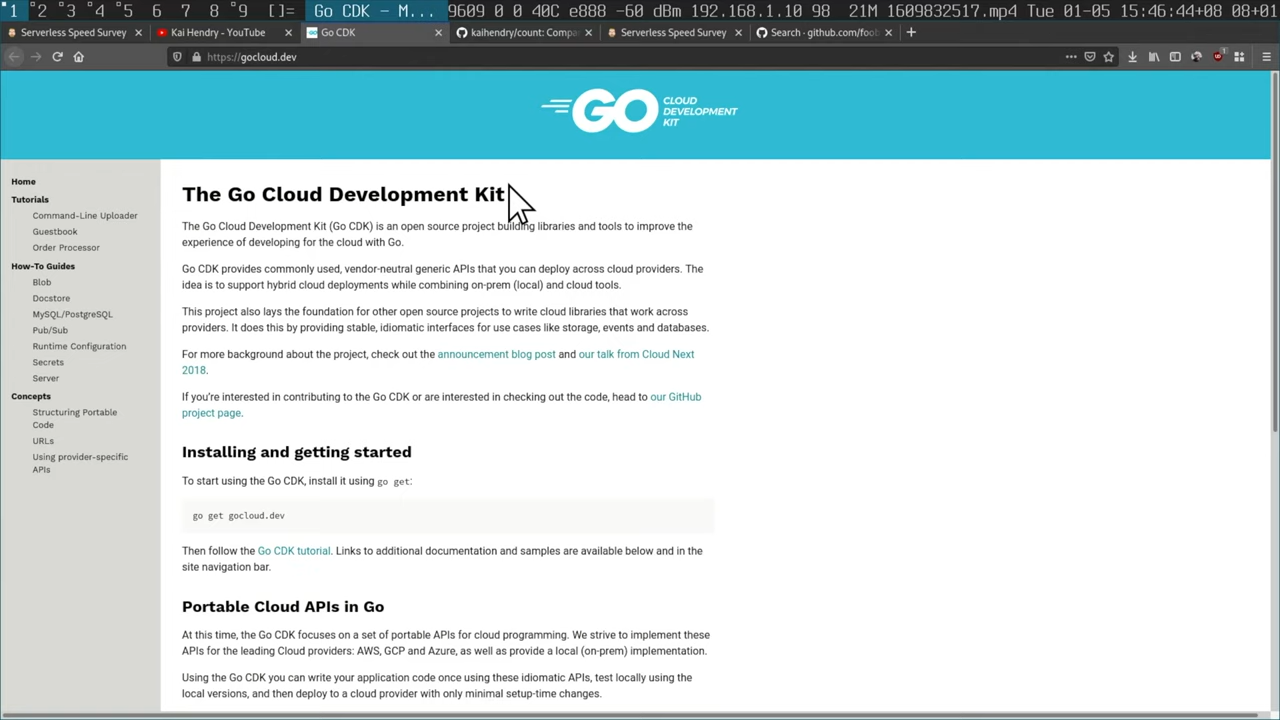 1 2 3 4 5 6 7 8 9 []= Go CDK - M... 9609 0 0 40C e888 -60 dBm 192.168.1.10 38 21M 1609832517.mp4 Tue 01-05 15:46:44+08 08+01
Serverless Speed Survey
Kai Hendry - YouTube
Go CDK
kaihendry/count: Compa
Serverless Speed Survey
Search · github.com/foo
https://gocloud.dev
GO CLOUD
DEVELOPMENT
KIT
Home
Tutorials
Command-Line Uploader
Guestbook
Order Processor
How-To Guides
Blob
Docstore
MySQL/PostgreSQL
Pub/Sub
Runtime Configuration
Secrets
Server
Concepts
Structuring Portable
Code
URLs
Using provider-specific
APIs
The Go Cloud Development Kit
The Go Cloud Development Kit (Go CDK) is an open source project building libraries and tools to improve the
experience of developing for the cloud with Go.
Go CDK provides commonly used, vendor-neutral generic APIs that you can deploy across cloud providers. The
idea is to support hybrid cloud deployments while combining on-prem (local) and cloud tools.
This project also lays the foundation for other open source projects to write cloud libraries that work across
providers. It does this by providing stable, idiomatic interfaces for use cases like storage, events and databases.
For more background about the project, check out the announcement blog post and our talk from Cloud Next
2018.
If you're interested in contributing to the Go CDK or are interested in checking out the code, head to our GitHub
project page.
Installing and getting started
To start using the Go CDK, install it using go get:
go get gocloud.dev
Then follow the Go CDK tutorial. Links to additional documentation and samples are available below and in the
site navigation bar.
Portable Cloud APIs in Go
At this time, the Go CDK focuses on a set of portable APIs for cloud programming. We strive to implement these
APIs for the leading Cloud providers: AWS, GCP and Azure, as well as provide a local (on-prem) implementation.
Using the Go CDK you can write your application code once using these idiomatic APIs, test locally using the
local versions, and then deploy to a cloud provider with only minimal setup-time changes.